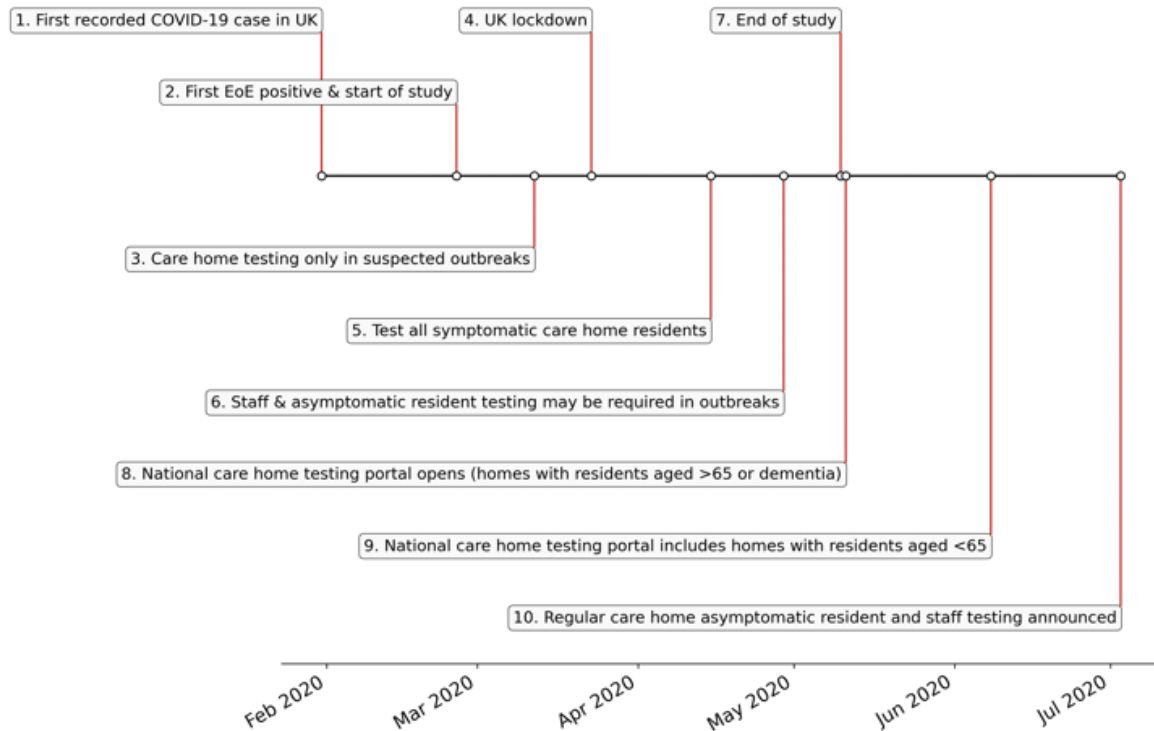 1. First recorded COVID-19 case in UK
4. UK lockdown
7. End of study
2. First EoE positive & start of study
3. Care home testing only in suspected outbreaks
5. Test all symptomatic care home residents
6. Staff & asymptomatic resident testing may be required in outbreaks
8. National care home testing portal opens (homes with residents aged >65 or dementia)
9. National care home testing portal includes homes with residents aged <65
10. Regular care home asymptomatic resident and staff testing announced
Feb 2020
Mar 2020
Apr 2020
May 2020
Jun 2020
Jul 2020